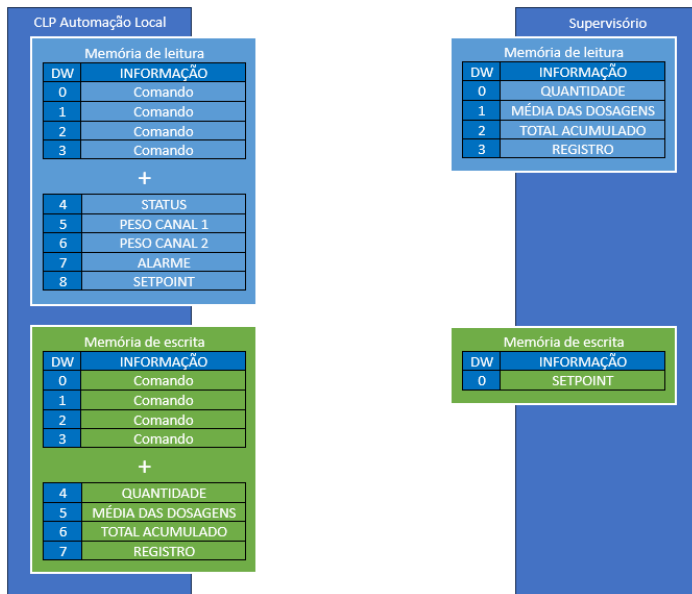 CLP Automação Local
Memória de leitura
DW INFORMAÇÃO
0 Comando
1 Comando
2 Comando
3 Comando
+
4 STATUS
5 PESO CANAL 1
6 PESO CANAL 2
7 ALARME
8 SETPOINT
Memória de escrita
DW INFORMAÇÃO
0 Comando
1 Comando
2 Comando
3 Comando
+
4 QUANTIDADE
5 MÉDIA DAS DOSAGENS
6 TOTAL ACUMULADO
7 REGISTRO
Supervisório
Memória de leitura
DW INFORMAÇÃO
0 QUANTIDADE
1 MÉDIA DAS DOSAGENS
2 TOTAL ACUMULADO
3 REGISTRO
Memória de escrita
DW INFORMAÇÃO
0 SETPOINT